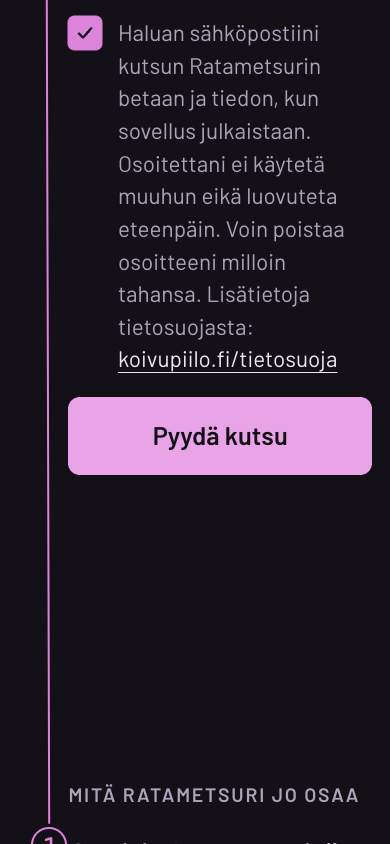 Haluan sähköpostiini
kutsun Ratametsurin
betaan ja tiedon, kun
sovellus julkaistaan.
Osoitettani ei käytetä
muuhun eikä luovuteta
eteenpäin. Voin poistaa
osoitteeni milloin
tahansa. Lisätietoja
tietosuojasta:
koivupiilo.fi/tietosuoja
Pyydä kutsu
MITÄ RATAMETSURI JO OSAA
1